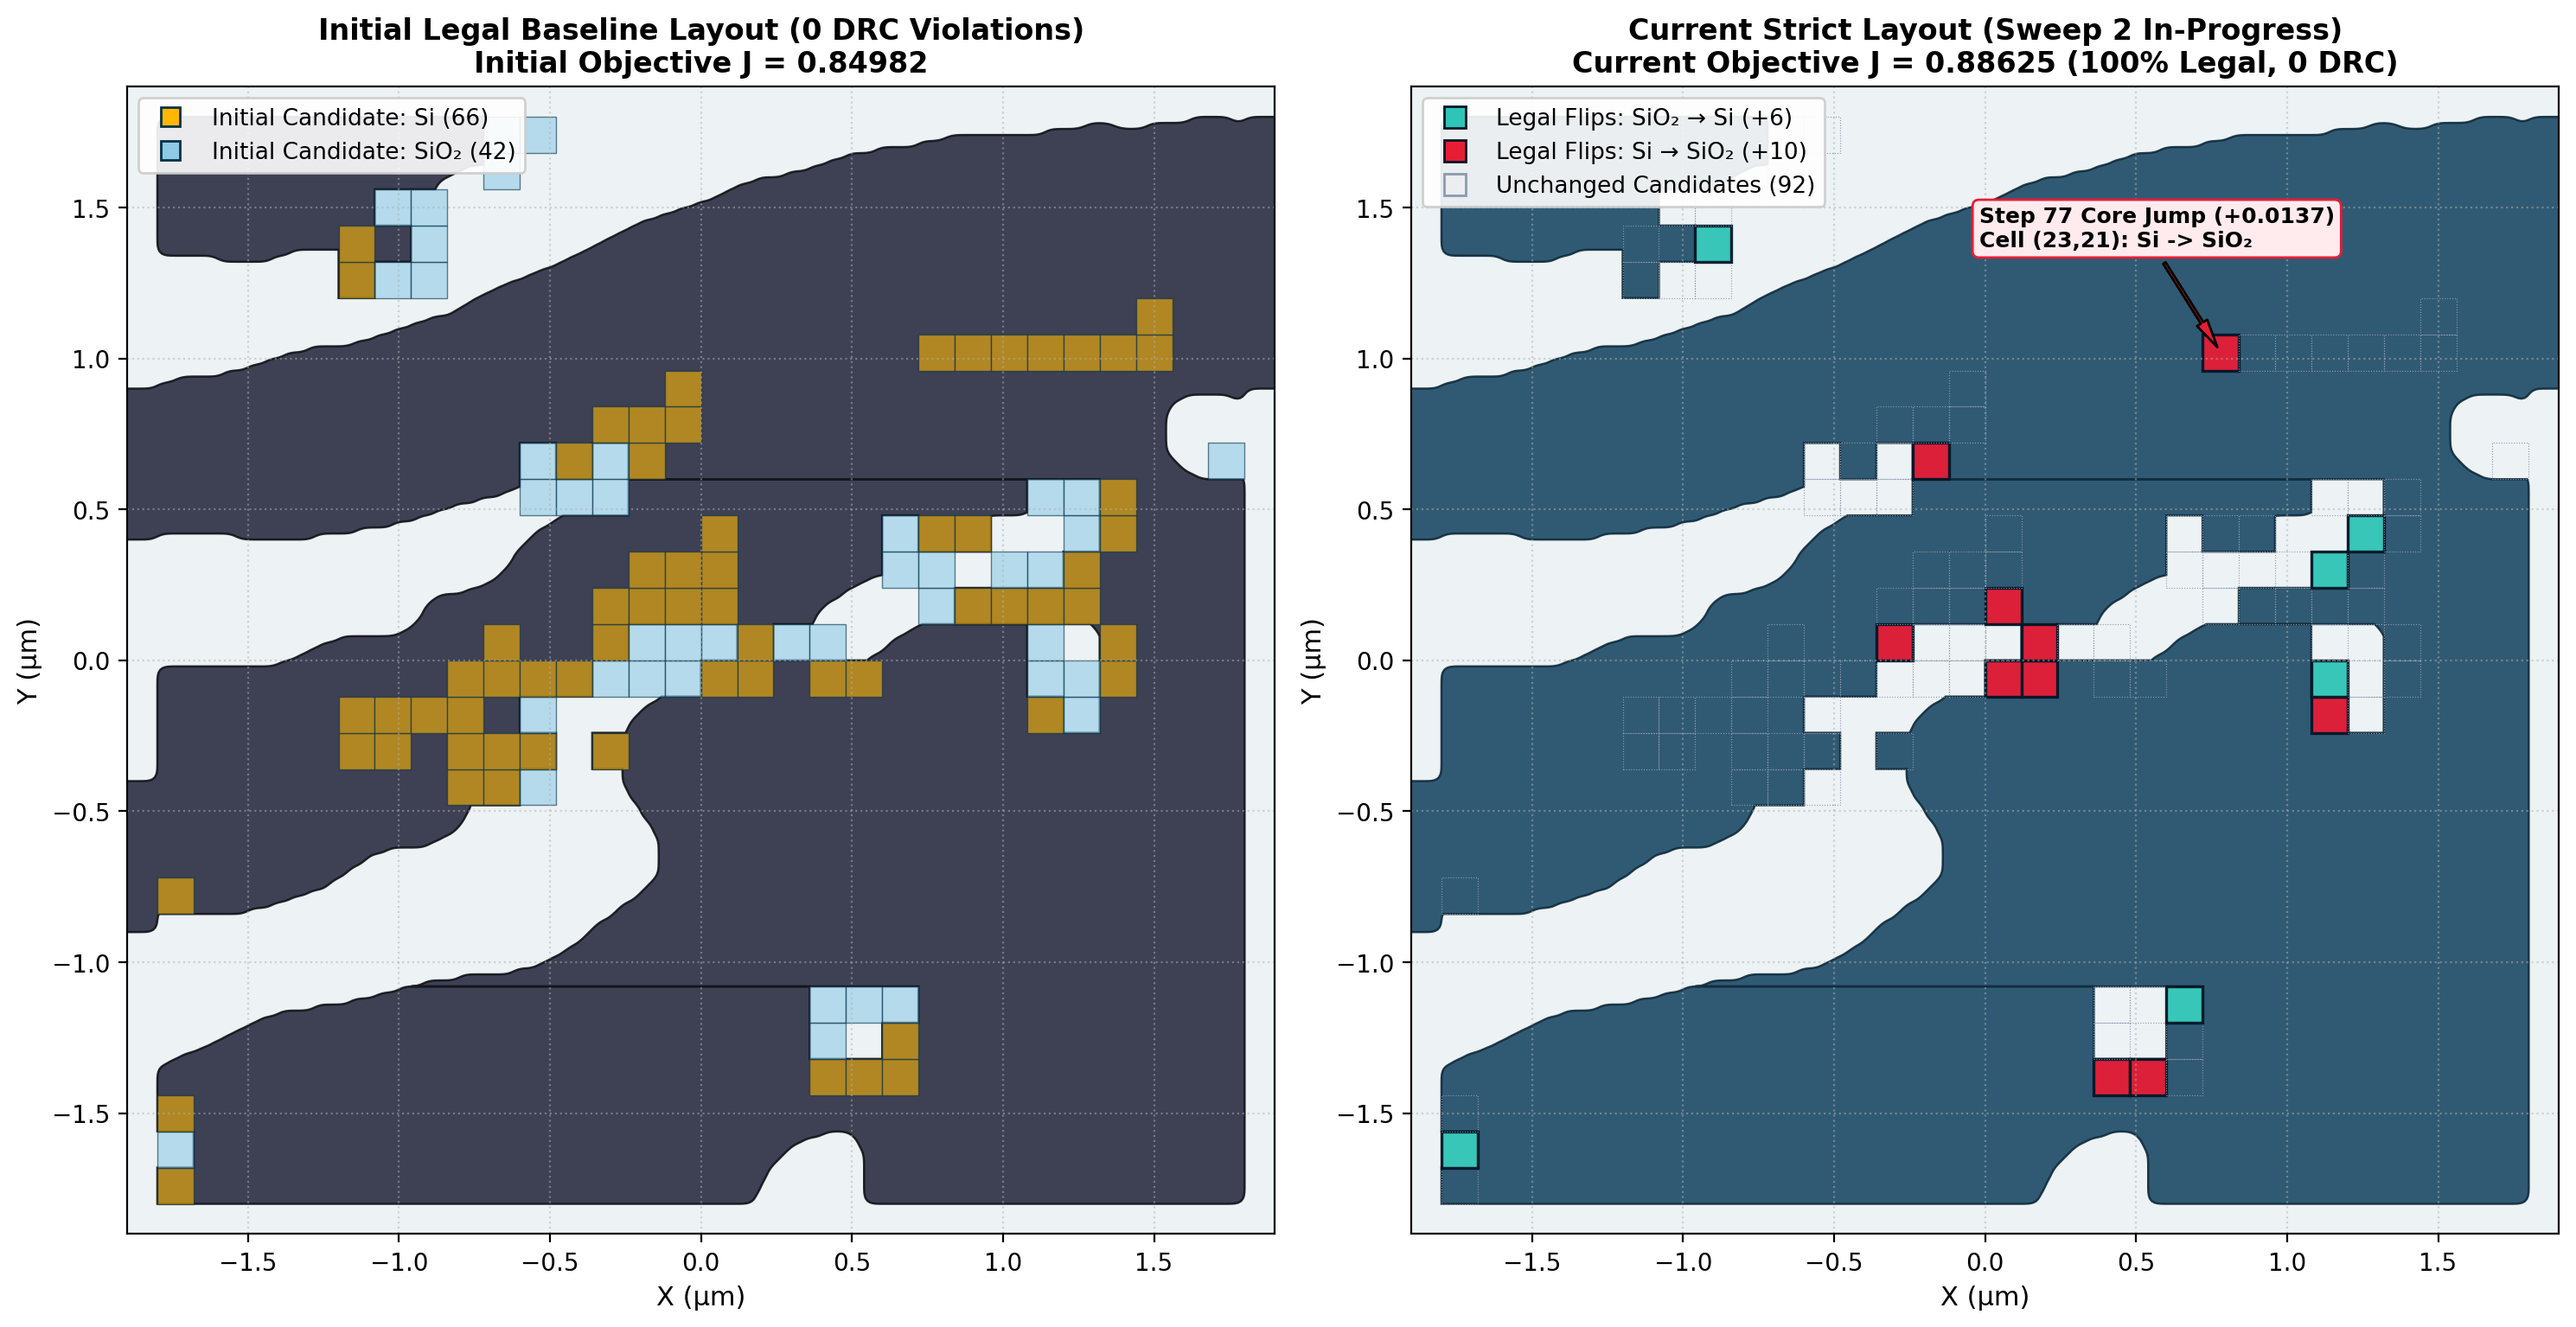 Initial Legal Baseline Layout (0 DRC Violations)
Initial Objective J = 0.84982
Initial Candidate: Si (66)
Initial Candidate: SiO₂ (42)
1.5
1.0
0.5
0.0
−0.5
−1.0
−1.5
Y (μm)
−1.5
−1.0
−0.5
0.0
0.5
1.0
1.5
X (μm)
Current Strict Layout (Sweep 2 In-Progress)
Current Objective J = 0.88625 (100% Legal, 0 DRC)
Legal Flips: SiO₂ → Si (+6)
Legal Flips: Si → SiO₂ (+10)
Unchanged Candidates (92)
Step 77 Core Jump (+0.0137)
Cell (23,21): Si -> SiO₂
1.5
1.0
0.5
0.0
−0.5
−1.0
−1.5
Y (μm)
−1.5
−1.0
−0.5
0.0
0.5
1.0
1.5
X (μm)